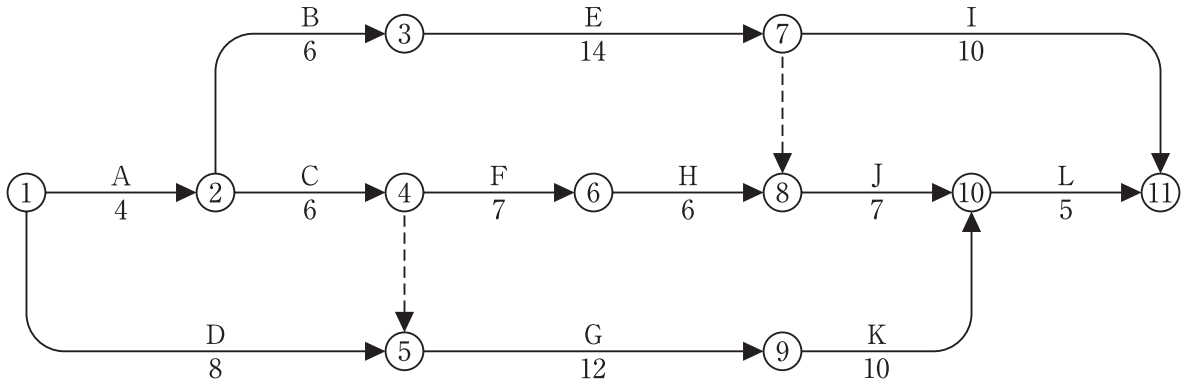 B E I
③ ⑦
6 14 10
A C F H J L
① ② ④ ⑥ ⑧ ⑩ ⑪
4 6 7 6 7 5
D G K
⑤ ⑨
8 12 10